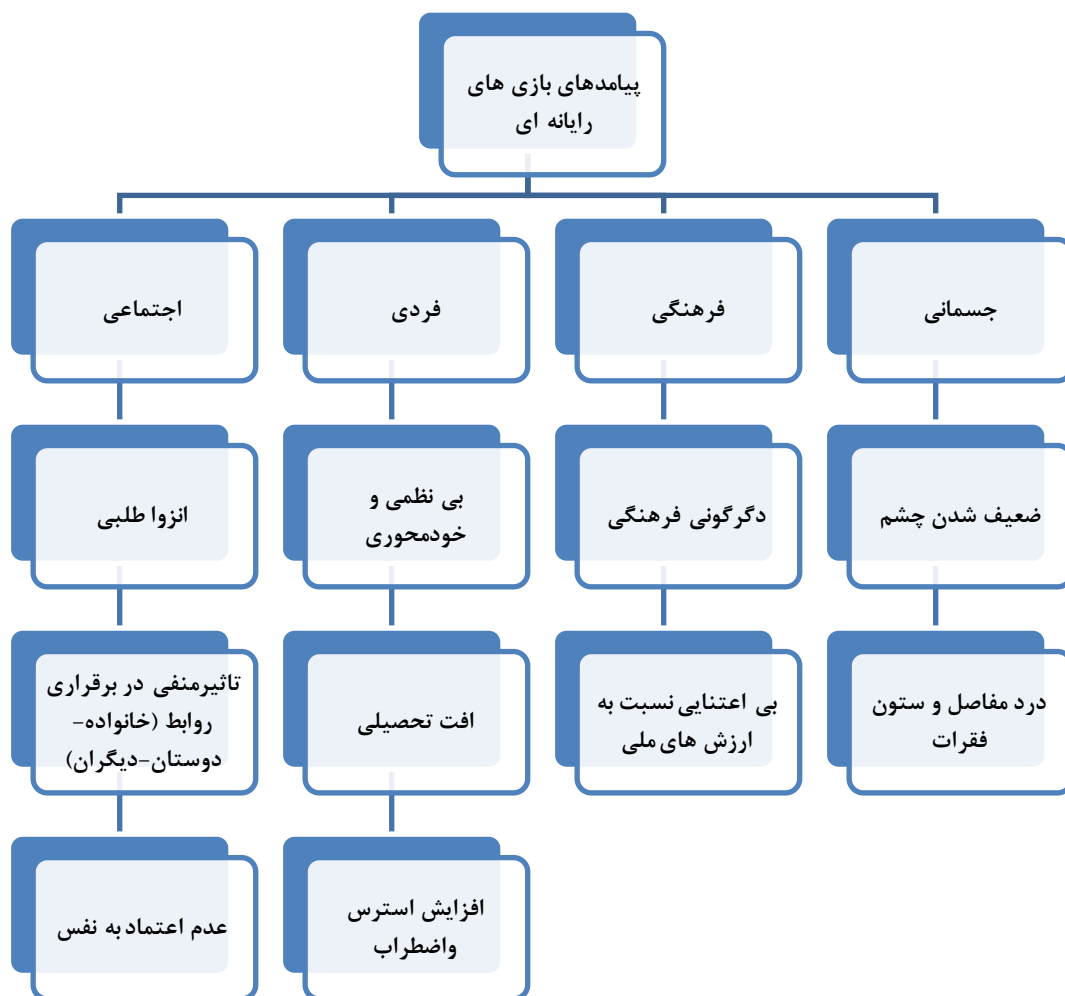 پیامدهای بازی های
رایانه ای
جسمانی
فرهنگی
فردی
اجتماعی
ضعیف شدن چشم
دگرگونی فرهنگی
بی نظمی و
خودمحوری
انزوا طلبی
درد مفاصل و ستون
فقرات
بی اعتنایی نسبت به
ارزش های ملی
افت تحصیلی
تاثیرمنفی در برقراری
روابط (خانواده-
دوستان-دیگران)
افزایش استرس
واضطراب
عدم اعتماد به نفس